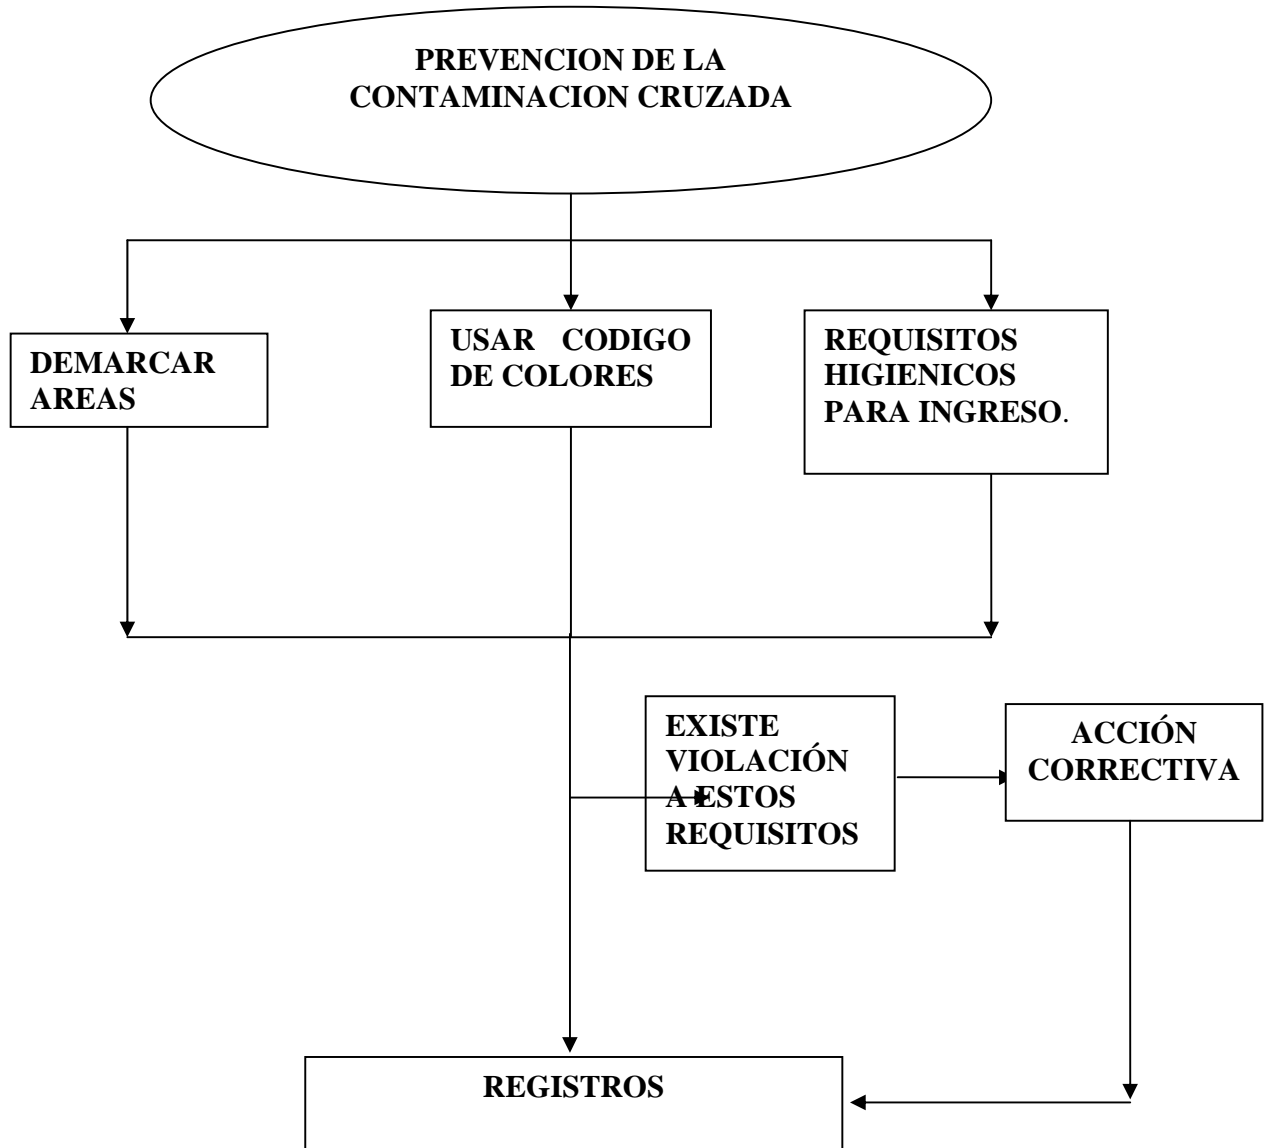 PREVENCION DE LA
CONTAMINACION CRUZADA
DEMARCAR
AREAS
USAR CODIGO
DE COLORES
REQUISITOS
HIGIENICOS
PARA INGRESO.
EXISTE
VIOLACIÓN
A ESTOS
REQUISITOS
ACCIÓN
CORRECTIVA
REGISTROS